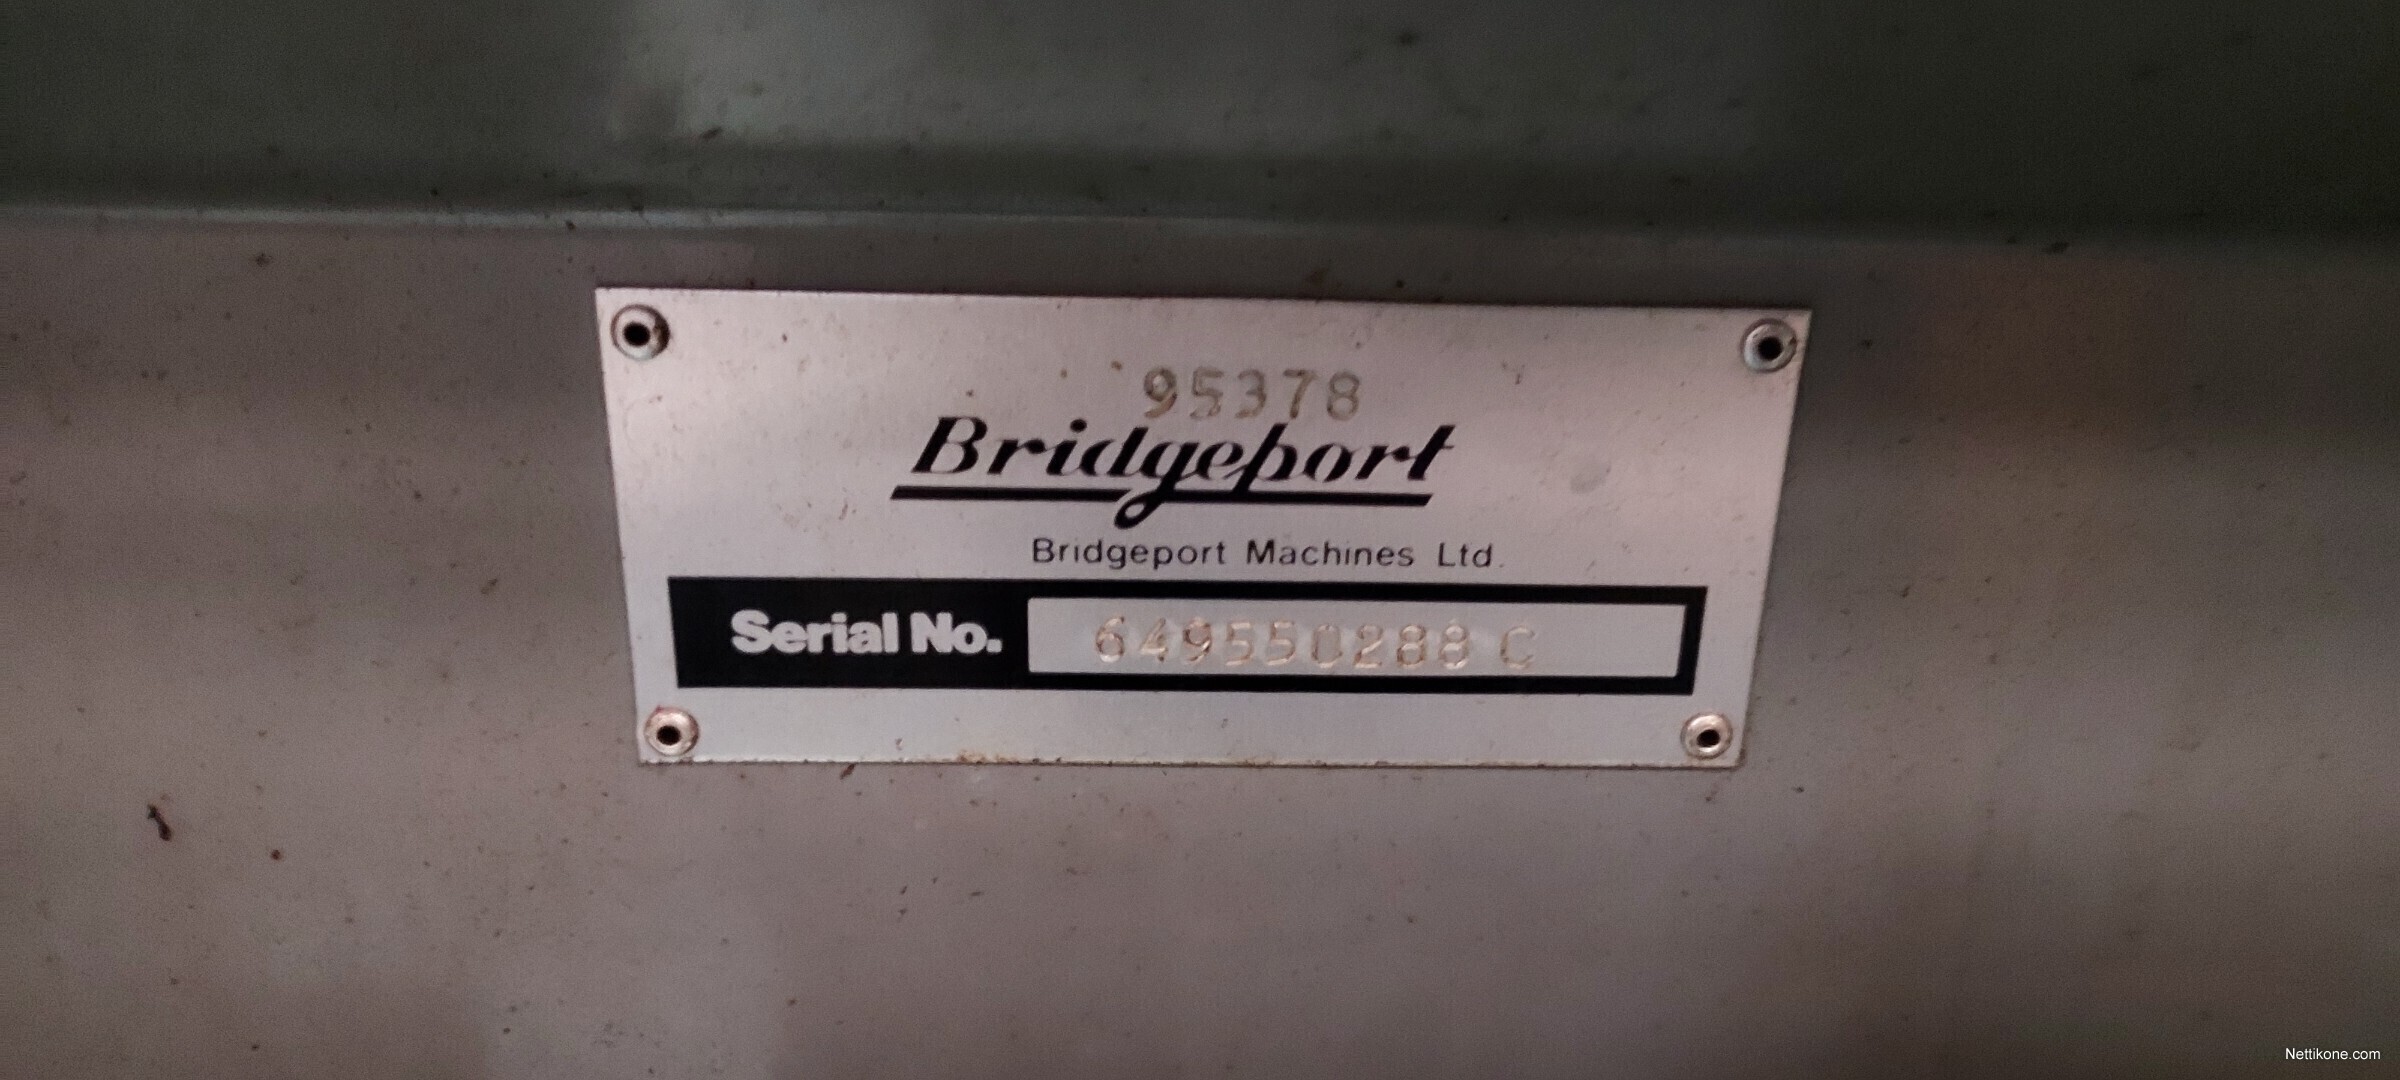 95378
Bridgeport
Bridgeport Machines Ltd.
Serial No. 649550288 C
Nettikone.com